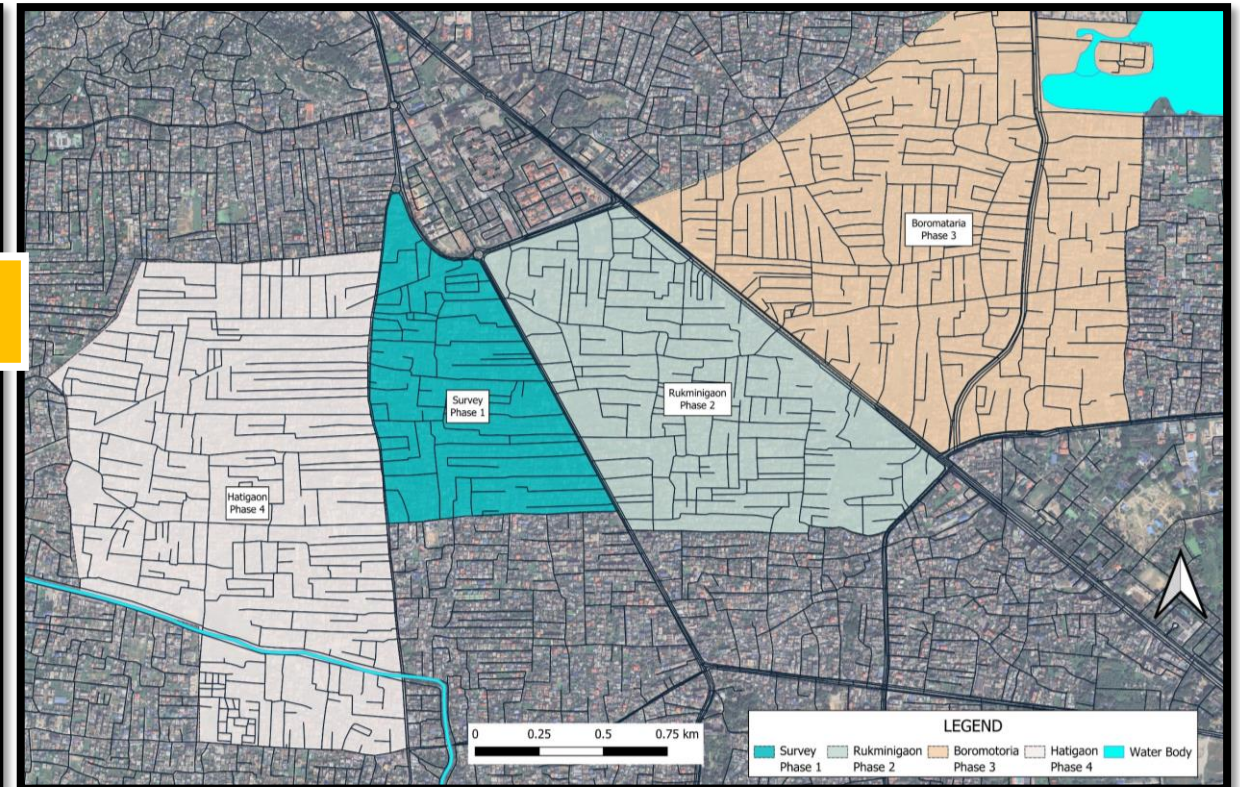 Boromataria
Phase 3
Survey
Phase 1
Rukminigaon
Phase 2
Hatigaon
Phase 4
0 0.25 0.5 0.75 km
LEGEND
Survey
Phase 1
Rukminigaon
Phase 2
Boromotoria
Phase 3
Hatigaon
Phase 4
Water Body